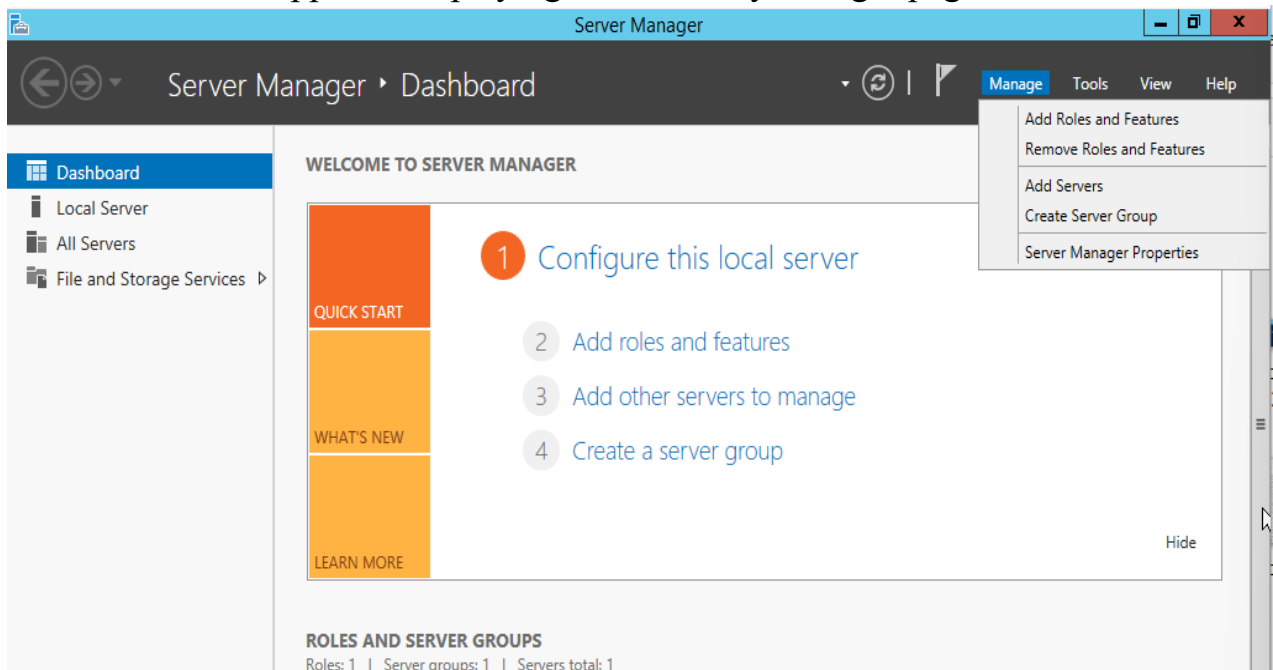 Server Manager
Server Manager • Dashboard
Manage Tools View Help
Add Roles and Features
Remove Roles and Features
Add Servers
Create Server Group
Server Manager Properties
Dashboard
Local Server
All Servers
File and Storage Services
WELCOME TO SERVER MANAGER
QUICK START
WHAT'S NEW
LEARN MORE
1 Configure this local server
2 Add roles and features
3 Add other servers to manage
4 Create a server group
Hide
ROLES AND SERVER GROUPS
Roles: 1 | Server groups: 1 | Servers total: 1